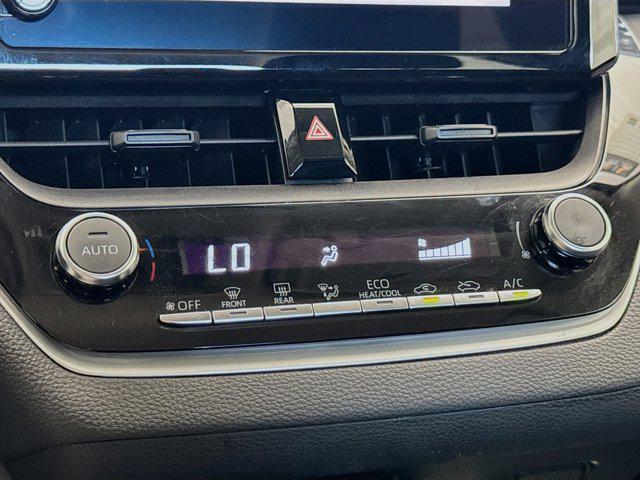 AUTO
LO
OFF
FRONT
REAR
ECO
HEAT/COOL
A/C